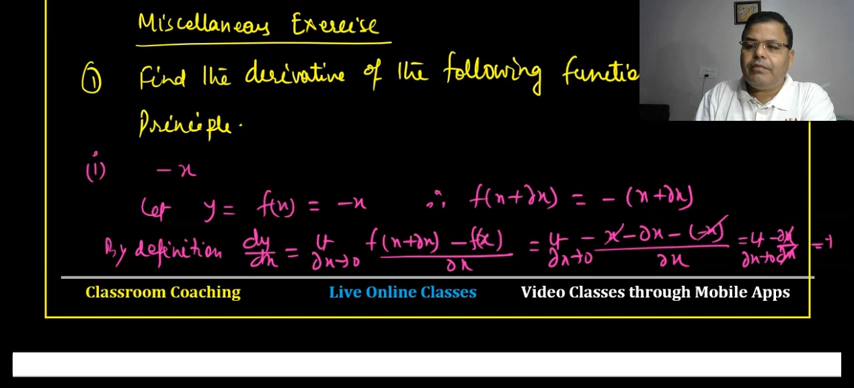 Miscellaneous Exercise
① Find the derivative of the following functio
Principle.
(i) -x
Let y = f(x) = -x ∴ f(x+∂x) = -(x+∂x)
By definition dy/dx = lt ∂x→0 f(x+∂x) - f(x)/∂x = lt ∂x→0 -x-∂x-(-x)/∂x = lt ∂x→0 -∂x/∂x = -1
Classroom Coaching Live Online Classes Video Classes through Mobile Apps